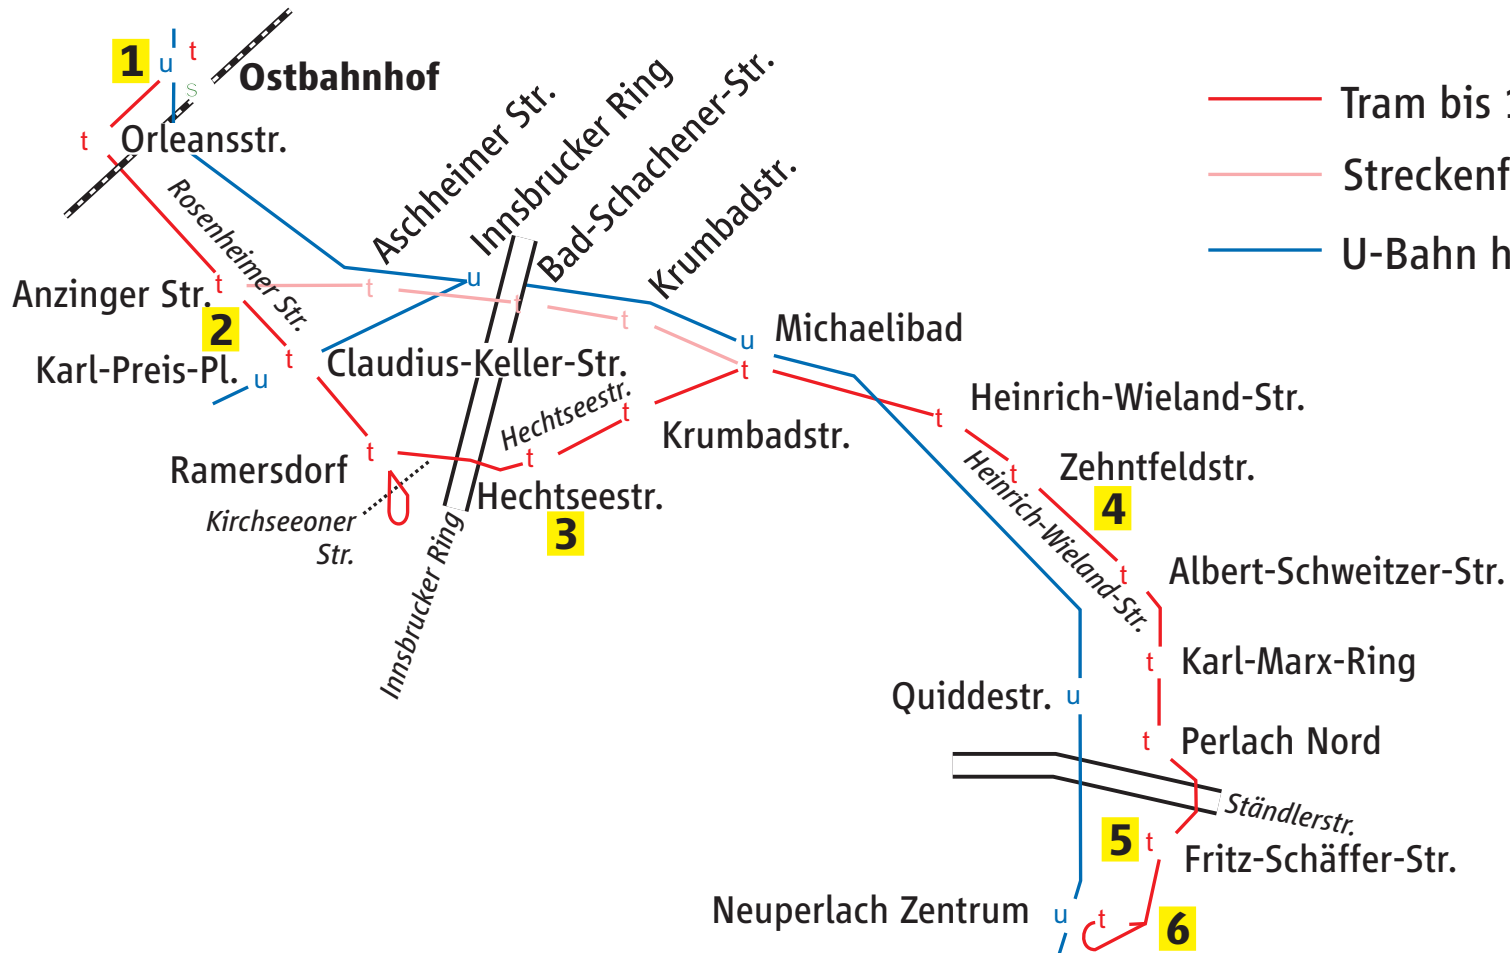 1
u
t
s
Ostbahnhof
t
Orleansstr.
Rosenheimer Str.
Aschheimer Str.
Innsbrucker Ring
Bad-Schachener-Str.
Krumbadstr.
Tram bis
Streckenf
U-Bahn h
Anzinger Str.
t
t
u
t
t
2
Karl-Preis-Pl.
u
t
Claudius-Keller-Str.
u
Michaelibad
t
Hechtseestr.
t
Krumbadstr.
t
Heinrich-Wieland-Str.
Ramersdorf
t
t
Hechtseestr.
3
Kirchseeoner
Str.
Innsbrucker Ring
t
Zehntfeldstr.
4
Heinrich-Wieland-Str.
t
Albert-Schweitzer-Str.
t
Karl-Marx-Ring
Quiddestr.
u
t
Perlach Nord
Ständlerstr.
5
t
Fritz-Schäffer-Str.
Neuperlach Zentrum
u
t
6